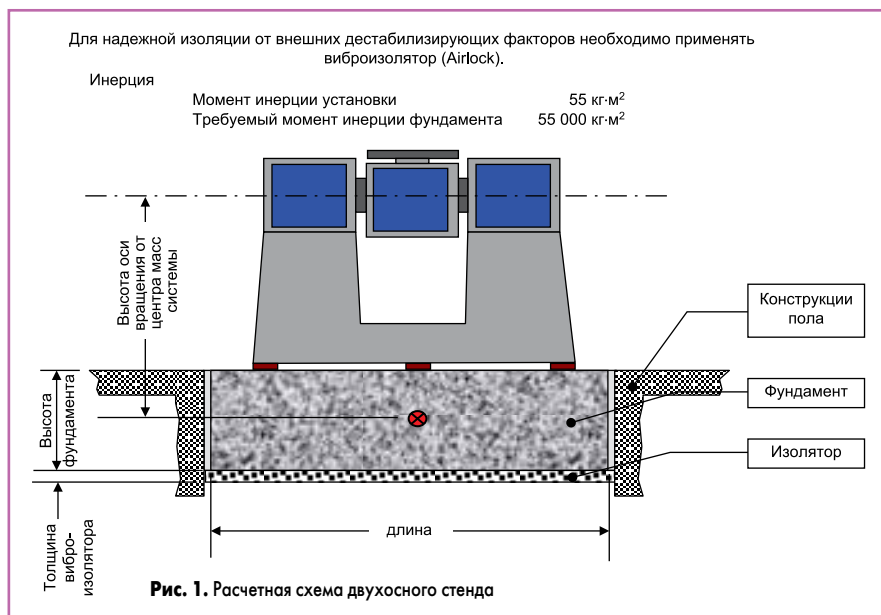 Для надежной изоляции от внешних дестабилизирующих факторов необходимо применять
виброизолятор (Airlock).
Инерция
Момент инерции установки 55 кг·м²
Требуемый момент инерции фундамента 55 000 кг·м²
Высота оси
вращения от
центра масс
системы
Конструкции
пола
Высота
фундамента
Фундамент
Изолятор
Толщина
вибро-
изолятора
длина
Рис. 1. Расчетная схема двухосного стенда